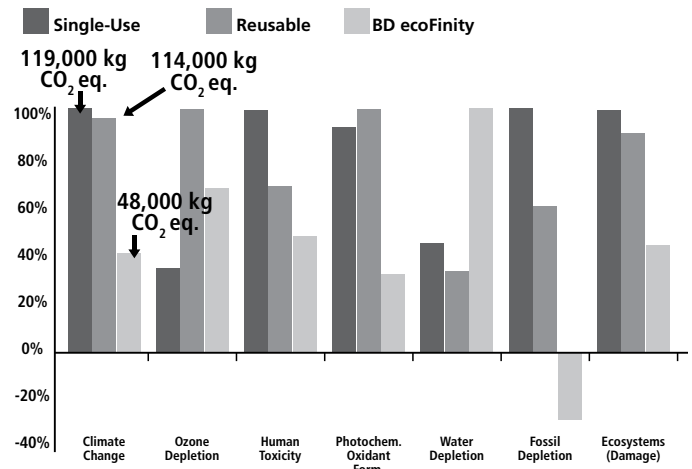 Single-Use
Reusable
BD ecoFinity
119,000 kg
CO2 eq.
114,000 kg
CO2 eq.
48,000 kg
CO2 eq.
100%
80%
60%
40%
20%
0%
-20%
-40%
Climate
Change
Ozone
Depletion
Human
Toxicity
Photochem.
Oxidant
Form
Water
Depletion
Fossil
Depletion
Ecosystems
(Damage)